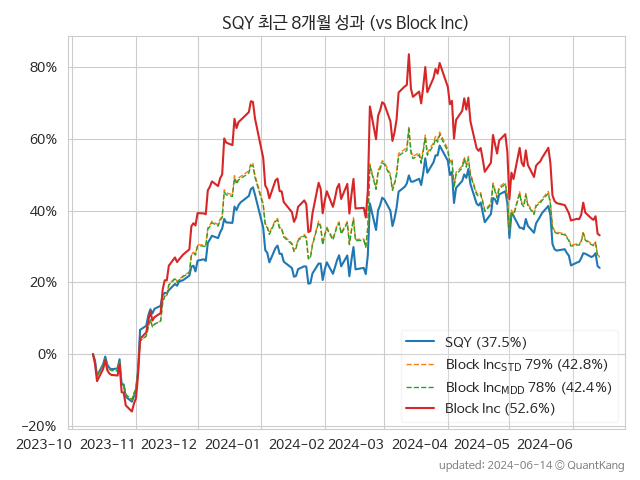 SQY 최근 8개월 성과 (vs Block Inc)
80%
60%
40%
20%
0%
−20%
SQY (37.5%)
Block Inc_STD 79% (42.8%)
Block Inc_MDD 78% (42.4%)
Block Inc (52.6%)
2023-10 2023-11 2023-12 2024-01 2024-02 2024-03 2024-04 2024-05 2024-06
updated: 2024-06-14 © QuantKang